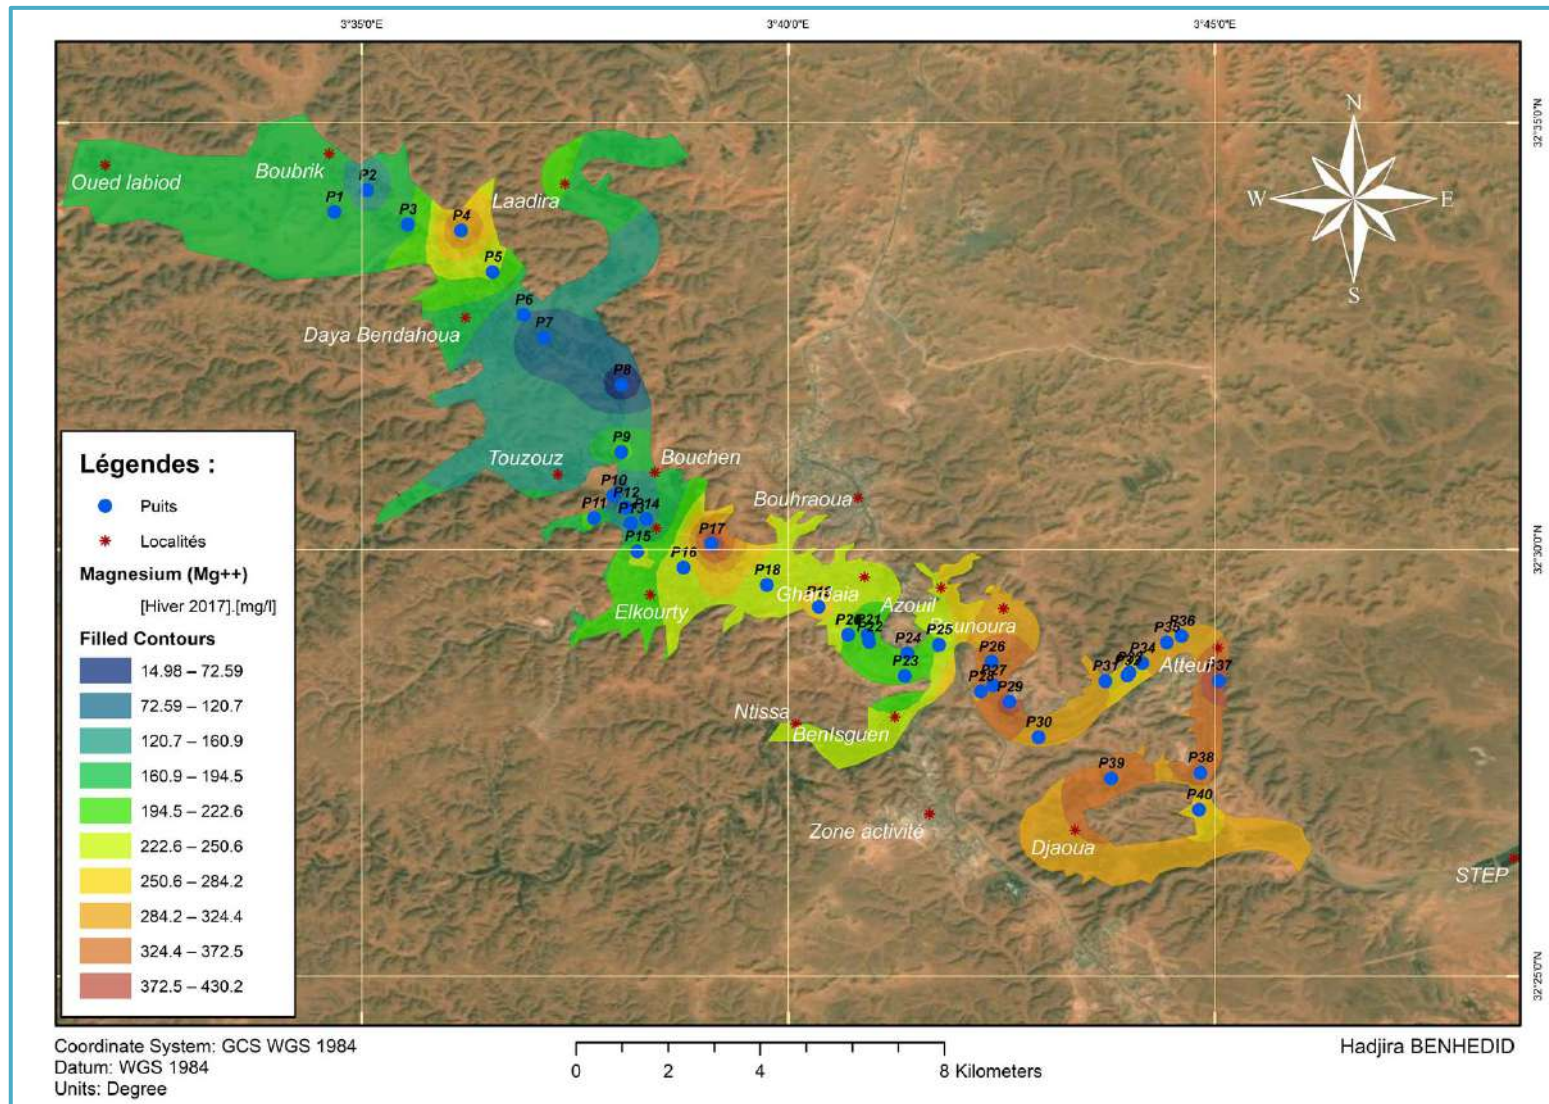 3°35'0"E
3°40'0"E
3°45'0"E
32°35'0"N
32°30'0"N
32°25'0"N
N
W
E
S
Oued labiod
Boubrik
P1
P2
P3
P4
Laadira
P5
P6
P7
Daya Bendahoua
P8
P9
Touzouz
Bouchen
P10
P12
P11
P13
P14
P15
Bouhraoua
P17
P16
P18
Ghardaia
Azouil
Bounoura
Elkourty
P20
P21
P22
P24
P25
P23
P26
P27
P28
P29
P30
P31
P34
P35
P36
Atteuf
P37
P38
P39
P40
Ntissa
BenIsguen
Zone activité
Djaoua
STEP
Légendes :
Puits
Localités
Magnesium (Mg++)
[Hiver 2017].[mg/l]
Filled Contours
14.98 – 72.59
72.59 – 120.7
120.7 – 160.9
160.9 – 194.5
194.5 – 222.6
222.6 – 250.6
250.6 – 284.2
284.2 – 324.4
324.4 – 372.5
372.5 – 430.2
Coordinate System: GCS WGS 1984
Datum: WGS 1984
Units: Degree
0 2 4 8 Kilometers
Hadjira BENHEDID